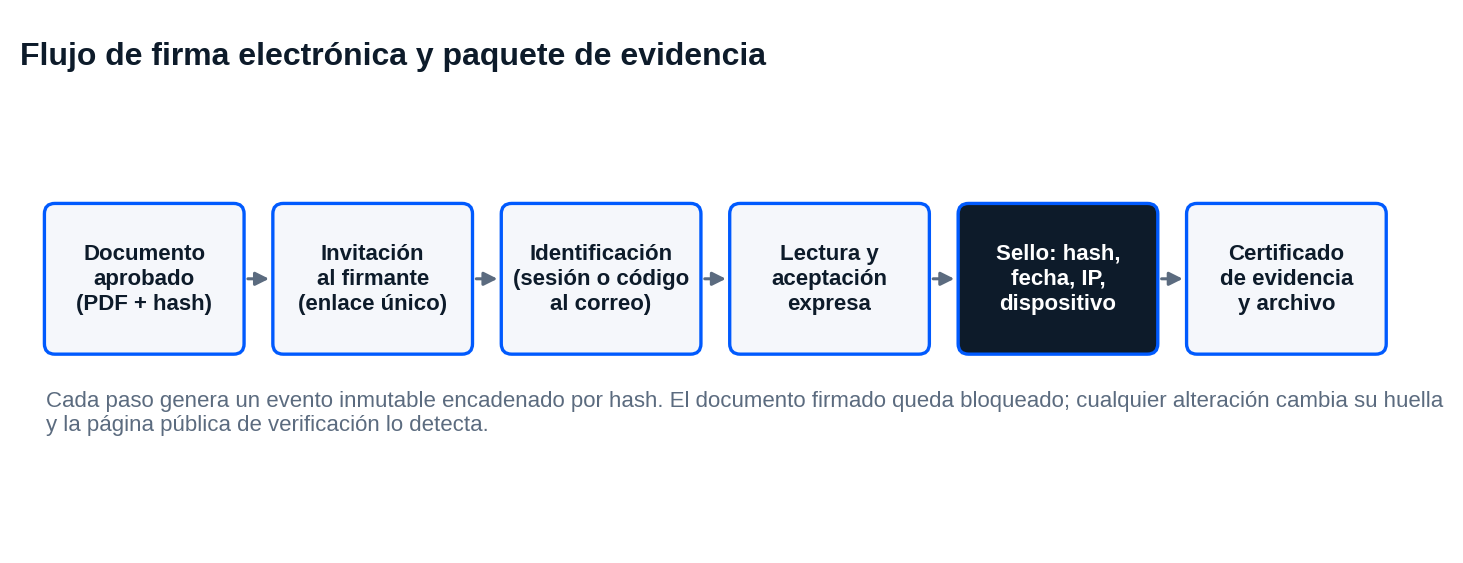 Flujo de firma electrónica y paquete de evidencia
Documento
aprobado
(PDF + hash)
Invitación
al firmante
(enlace único)
Identificación
(sesión o código
al correo)
Lectura y
aceptación
expresa
Sello: hash,
fecha, IP,
dispositivo
Certificado
de evidencia
y archivo
Cada paso genera un evento inmutable encadenado por hash. El documento firmado queda bloqueado; cualquier alteración cambia su huella
y la página pública de verificación lo detecta.